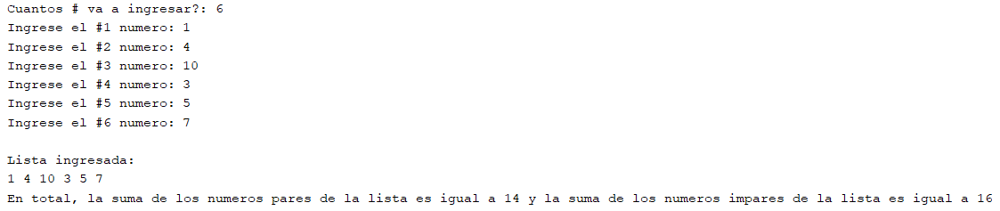 Cuantos # va a ingresar?: 6
Ingrese el #1 numero: 1
Ingrese el #2 numero: 4
Ingrese el #3 numero: 10
Ingrese el #4 numero: 3
Ingrese el #5 numero: 5
Ingrese el #6 numero: 7
Lista ingresada:
1 4 10 3 5 7
En total, la suma de los numeros pares de la lista es igual a 14 y la suma de los numeros impares de la lista es igual a 16